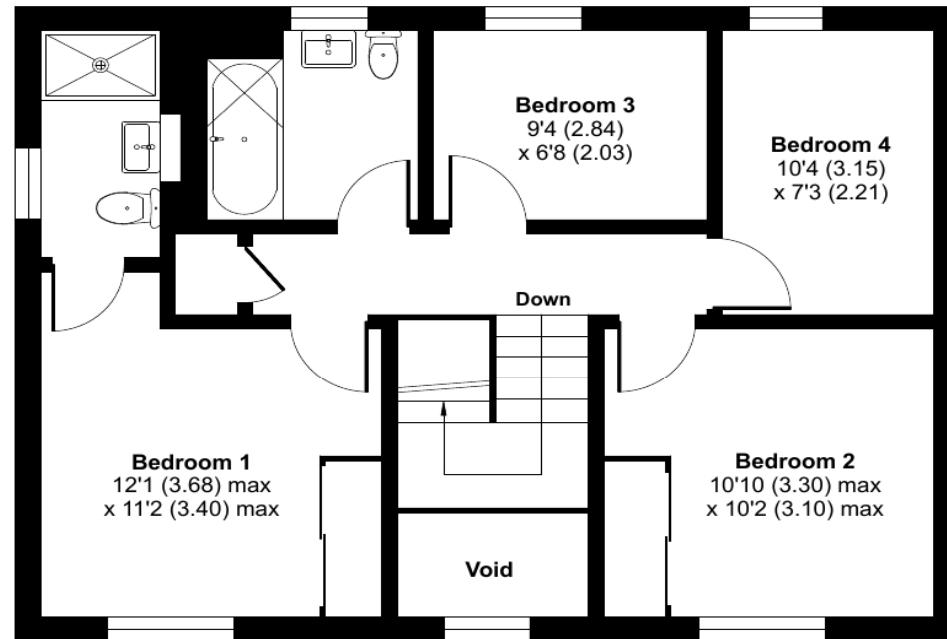 Bedroom 3
9'4 (2.84)
x 6'8 (2.03)
Bedroom 4
10'4 (3.15)
x 7'3 (2.21)
Down
Bedroom 1
12'1 (3.68) max
x 11'2 (3.40) max
Bedroom 2
10'10 (3.30) max
x 10'2 (3.10) max
Void